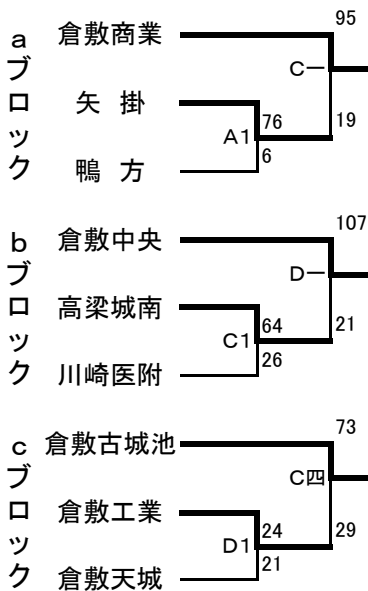 aブロック
倉敷商業
95
C一
矢 掛
76
19
A1
6
鴨 方
bブロック
倉敷中央
107
D一
高梁城南
64
21
C1
26
川崎医附
cブロック
倉敷古城池
73
C四
倉敷工業
24
29
D1
21
倉敷天城